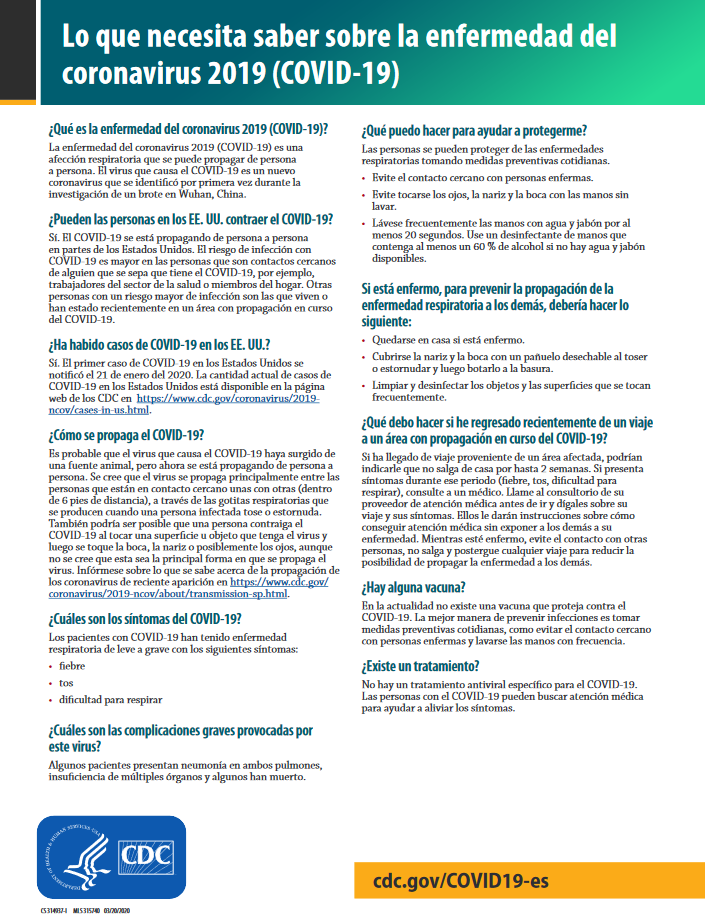 Lo que necesita saber sobre la enfermedad del
coronavirus 2019 (COVID-19)
¿Qué es la enfermedad del coronavirus 2019 (COVID-19)?
La enfermedad del coronavirus 2019 (COVID-19) es una
afección respiratoria que se puede propagar de persona
a persona. El virus que causa el COVID-19 es un nuevo
coronavirus que se identificó por primera vez durante la
investigación de un brote en Wuhan, China.
¿Pueden las personas en los EE. UU. contraer el COVID-19?
Sí. El COVID-19 se está propagando de persona a persona
en partes de los Estados Unidos. El riesgo de infección con
COVID-19 es mayor en las personas que son contactos cercanos
de alguien que se sepa que tiene el COVID-19, por ejemplo,
trabajadores del sector de la salud o miembros del hogar. Otras
personas con un riesgo mayor de infección son las que viven o
han estado recientemente en un área con propagación en curso
del COVID-19.
¿Ha habido casos de COVID-19 en los EE. UU.?
Sí. El primer caso de COVID-19 en los Estados Unidos se
notificó el 21 de enero del 2020. La cantidad actual de casos de
COVID-19 en los Estados Unidos está disponible en la página
web de los CDC en https://www.cdc.gov/coronavirus/2019-
ncov/cases-in-us.html.
¿Cómo se propaga el COVID-19?
Es probable que el virus que causa el COVID-19 haya surgido de
una fuente animal, pero ahora se está propagando de persona a
persona. Se cree que el virus se propaga principalmente entre las
personas que están en contacto cercano unas con otras (dentro
de 6 pies de distancia), a través de las gotitas respiratorias que
se producen cuando una persona infectada tose o estornuda.
También podría ser posible que una persona contraiga el
COVID-19 al tocar una superficie u objeto que tenga el virus y
luego se toque la boca, la nariz o posiblemente los ojos, aunque
no se cree que esta sea la principal forma en que se propaga el
virus. Infórmese sobre lo que se sabe acerca de la propagación de
los coronavirus de reciente aparición en https://www.cdc.gov/
coronavirus/2019-ncov/about/transmission-sp.html.
¿Cuáles son los síntomas del COVID-19?
Los pacientes con COVID-19 han tenido enfermedad
respiratoria de leve a grave con los siguientes síntomas:
• fiebre
• tos
• dificultad para respirar
¿Cuáles son las complicaciones graves provocadas por
este virus?
Algunos pacientes presentan neumonía en ambos pulmones,
insuficiencia de múltiples órganos y algunos han muerto.
¿Qué puedo hacer para ayudar a protegerme?
Las personas se pueden proteger de las enfermedades
respiratorias tomando medidas preventivas cotidianas.
• Evite el contacto cercano con personas enfermas.
• Evite tocarse los ojos, la nariz y la boca con las manos sin
lavar.
• Lávese frecuentemente las manos con agua y jabón por al
menos 20 segundos. Use un desinfectante de manos que
contenga al menos un 60 % de alcohol si no hay agua y jabón
disponibles.
Si está enfermo, para prevenir la propagación de la
enfermedad respiratoria a los demás, debería hacer lo
siguiente:
• Quedarse en casa si está enfermo.
• Cubrirse la nariz y la boca con un pañuelo desechable al toser
o estornudar y luego botarlo a la basura.
• Limpiar y desinfectar los objetos y las superficies que se tocan
frecuentemente.
¿Qué debo hacer si he regresado recientemente de un viaje
a un área con propagación en curso del COVID-19?
Si ha llegado de viaje proveniente de un área afectada, podrían
indicarle que no salga de casa por hasta 2 semanas. Si presenta
síntomas durante ese periodo (fiebre, tos, dificultad para
respirar), consulte a un médico. Llame al consultorio de su
proveedor de atención médica antes de ir y dígales sobre su
viaje y sus síntomas. Ellos le darán instrucciones sobre cómo
conseguir atención médica sin exponer a los demás a su
enfermedad. Mientras esté enfermo, evite el contacto con otras
personas, no salga y postergue cualquier viaje para reducir la
posibilidad de propagar la enfermedad a los demás.
¿Hay alguna vacuna?
En la actualidad no existe una vacuna que proteja contra el
COVID-19. La mejor manera de prevenir infecciones es tomar
medidas preventivas cotidianas, como evitar el contacto cercano
con personas enfermas y lavarse las manos con frecuencia.
¿Existe un tratamiento?
No hay un tratamiento antiviral específico para el COVID-19.
Las personas con el COVID-19 pueden buscar atención médica
para ayudar a aliviar los síntomas.
DEPARTMENT OF HEALTH & HUMAN SERVICES USA
CDC
cdc.gov/COVID19-es
CS 314937-I MLS 315740 03/20/2020